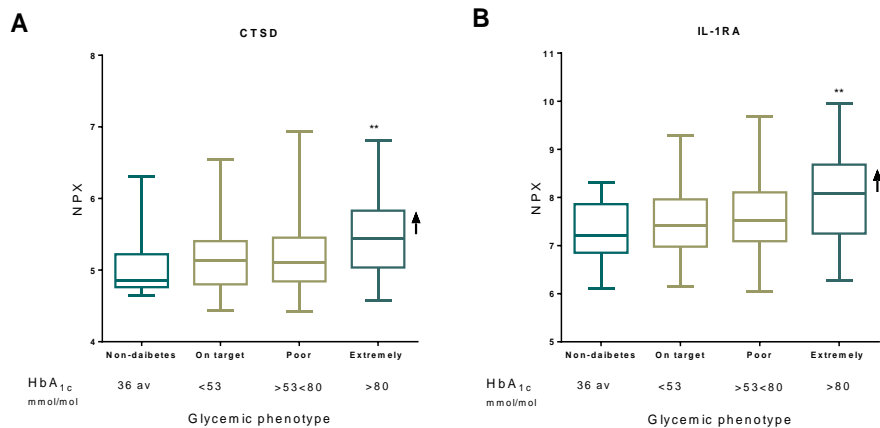 A
CTSD
8
7
6
5
4
NPX
**
Non-daibetes On target Poor Extremely
HbA1c mmol/mol 36 av <53 >53<80 >80
Glycemic phenotype
B
IL-1RA
11
10
9
8
7
6
5
NPX
**
Non-daibetes On target Poor Extremely
HbA1c mmol/mol 36 av <53 >53<80 >80
Glycemic phenotype